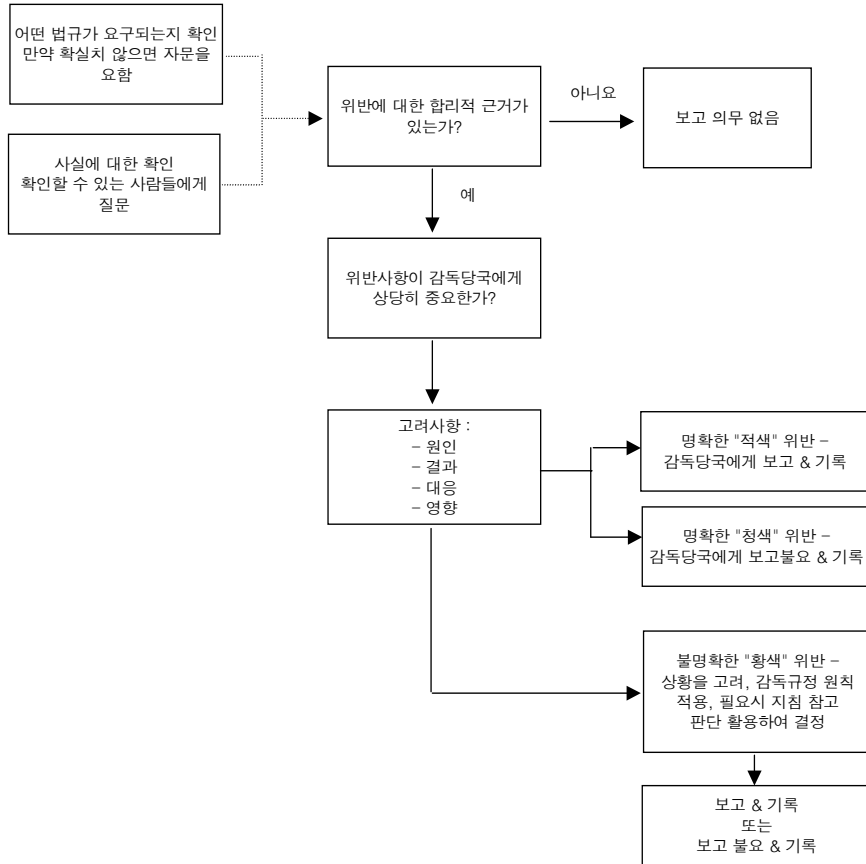 어떤 법규가 요구되는지 확인
만약 확실치 않으면 자문을
요함
사실에 대한 확인
확인할 수 있는 사람들에게
질문
위반에 대한 합리적 근거가
있는가?
아니요
보고 의무 없음
예
위반사항이 감독당국에게
상당히 중요한가?
고려사항 :
– 원인
– 결과
– 대응
– 영향
명확한 "적색" 위반 –
감독당국에게 보고 & 기록
명확한 "청색" 위반 –
감독당국에게 보고불요 & 기록
불명확한 "황색" 위반 –
상황을 고려, 감독규정 원칙
적용, 필요시 지침 참고
판단 활용하여 결정
보고 & 기록
또는
보고 불요 & 기록